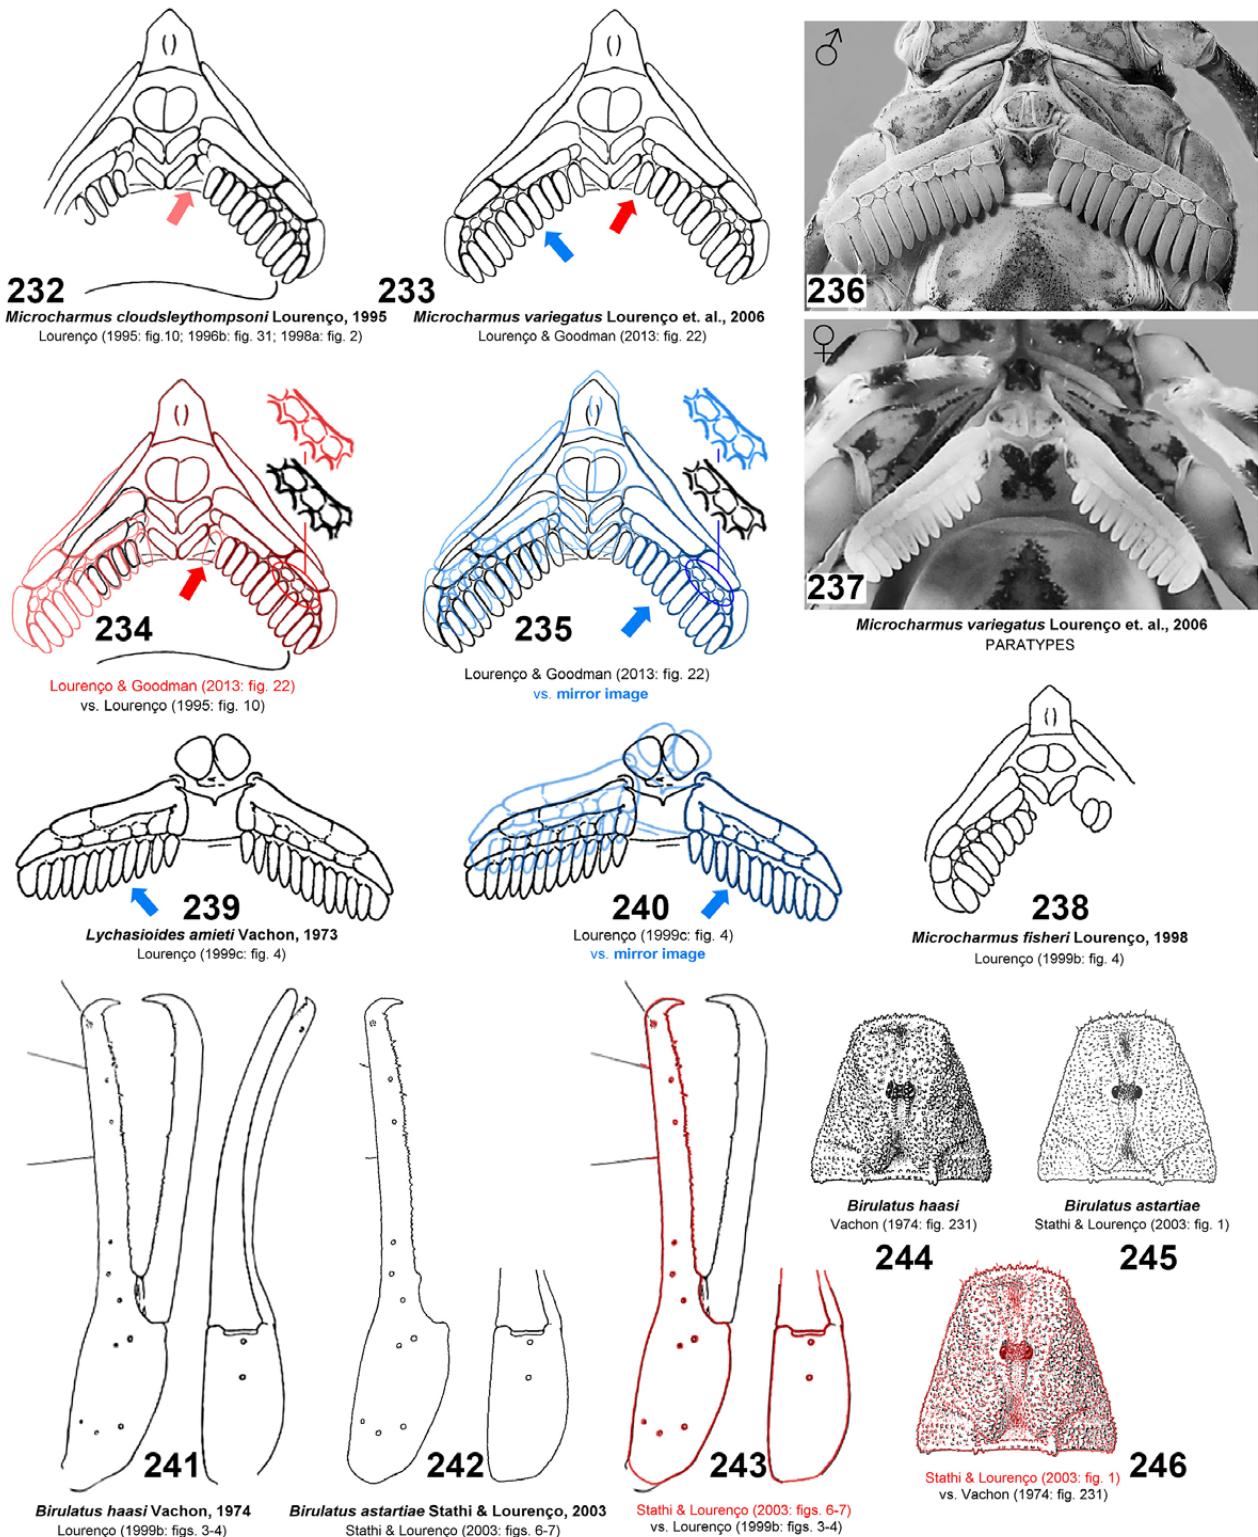 ♂
232
Microcharmus cloudsleythompsoni Lourenço, 1995
Lourenço (1995: fig.10; 1996b: fig. 31; 1998a: fig. 2)
233
Microcharmus variegatus Lourenço et. al., 2006
Lourenço & Goodman (2013: fig. 22)
236
♀
237
Microcharmus variegatus Lourenço et. al., 2006
PARATYPES
234
Lourenço & Goodman (2013: fig. 22)
vs. Lourenço (1995: fig. 10)
235
Lourenço & Goodman (2013: fig. 22)
vs. mirror image
239
Lychasioides amieti Vachon, 1973
Lourenço (1999c: fig. 4)
240
Lourenço (1999c: fig. 4)
vs. mirror image
238
Microcharmus fisheri Lourenço, 1998
Lourenço (1999b: fig. 4)
241
Birulatus haasi Vachon, 1974
Lourenço (1999b: figs. 3-4)
242
Birulatus astartiae Stathi & Lourenço, 2003
Stathi & Lourenço (2003: figs. 6-7)
243
Stathi & Lourenço (2003: figs. 6-7)
vs. Lourenço (1999b: figs. 3-4)
Birulatus haasi
Vachon (1974: fig. 231)
244
Birulatus astartiae
Stathi & Lourenço (2003: fig. 1)
245
246
Stathi & Lourenço (2003: fig. 1)
vs. Vachon (1974: fig. 231)